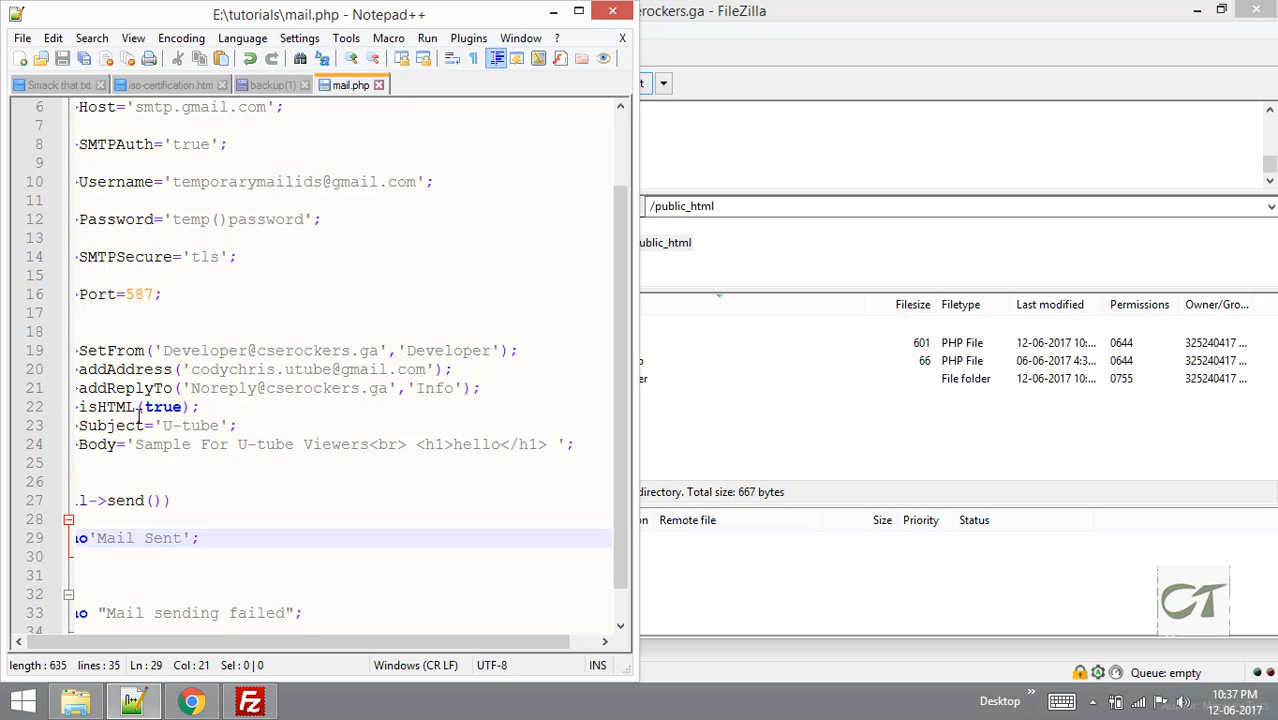 E:\tutorials\mail.php - Notepad++
serockers.ga - FileZilla
File Edit Search View Encoding Language Settings Tools Macro Run Plugins Window ? X
Smack that.txt iso-certification.htm backup(1) mail.php
6 >Host='smtp.gmail.com';
7
8 >SMTPAuth='true';
9
10 >Username='temporarymailids@gmail.com';
11
12 >Password='temp()password';
13
14 >SMTPSecure='tls';
15
16 >Port=587;
17
18
19 >SetFrom('Developer@cserockers.ga','Developer');
20 >addAddress('codychris.utube@gmail.com');
21 >addReplyTo('Noreply@cserockers.ga','Info');
22 >isHTML(true);
23 >Subject='U-tube';
24 >Body='Sample For U-tube Viewers<br> <h1>hello</h1> ';
25
26
27 l->send())
28
29 ho'Mail Sent';
30
31
32
33 ho "Mail sending failed";
34
length : 635 lines : 35 Ln : 29 Col : 21 Sel : 0 | 0 Windows (CR LF) UTF-8 INS
t
/public_html
ublic_html
Filesize Filetype Last modified Permissions Owner/Gro...
601 PHP File 12-06-2017 10... 0644 325240417 ...
p 66 PHP File 06-06-2017 4:3... 0644 325240417 ...
er File folder 0755 325240417 ...
directory. Total size: 667 bytes
on Remote file Size Priority Status
CT
Queue: empty
Desktop
10:37 PM
12-06-2017